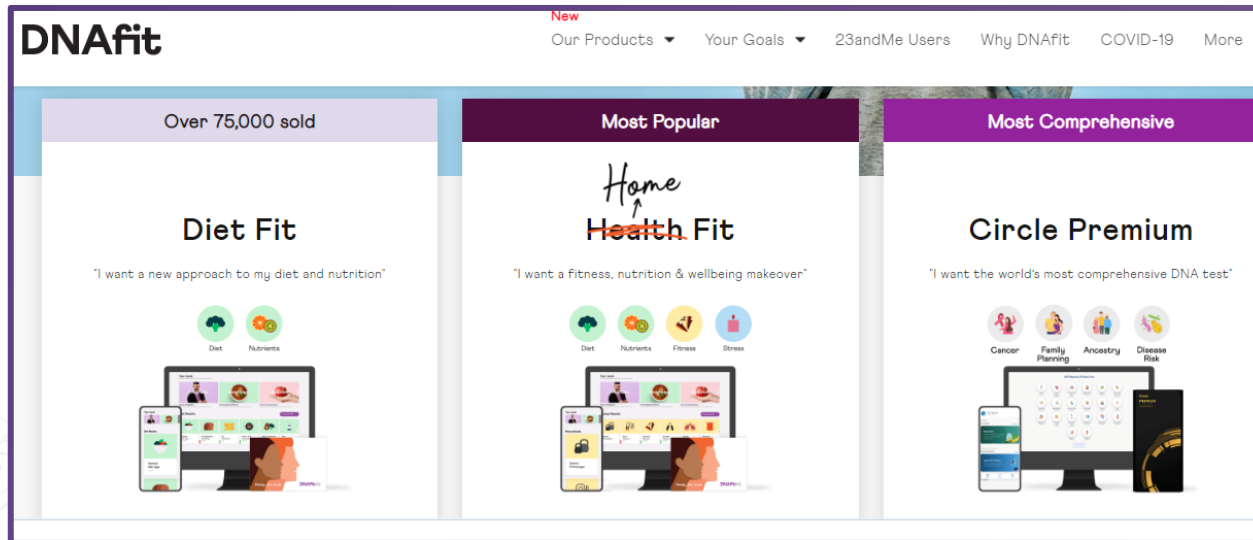 New
DNAfit
Our Products Your Goals 23andMe Users Why DNAfit COVID-19 More
Over 75,000 sold
Diet Fit
"I want a new approach to my diet and nutrition"
Diet Nutrients
Most Popular
Home
Health Fit
"I want a fitness, nutrition & wellbeing makeover"
Diet Nutrients Fitness Stress
Most Comprehensive
Circle Premium
"I want the world's most comprehensive DNA test"
Cancer Family Planning Ancestry Disease Risk